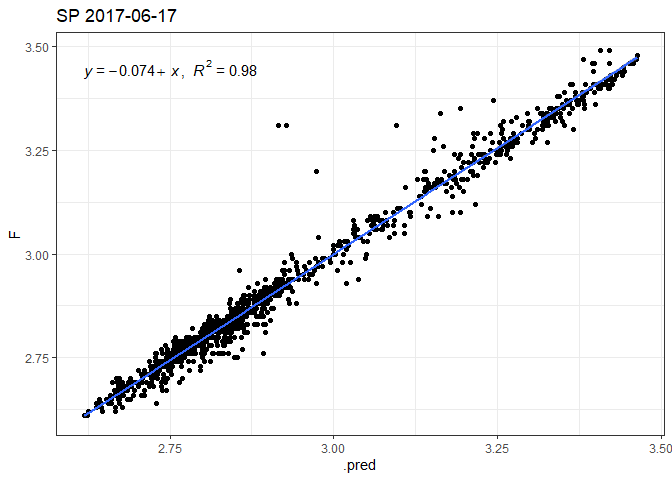 SP 2017-06-17
3.50
y = −0.074 + x , R² = 0.98
3.25
F
3.00
2.75
2.75 3.00 3.25 3.50
.pred